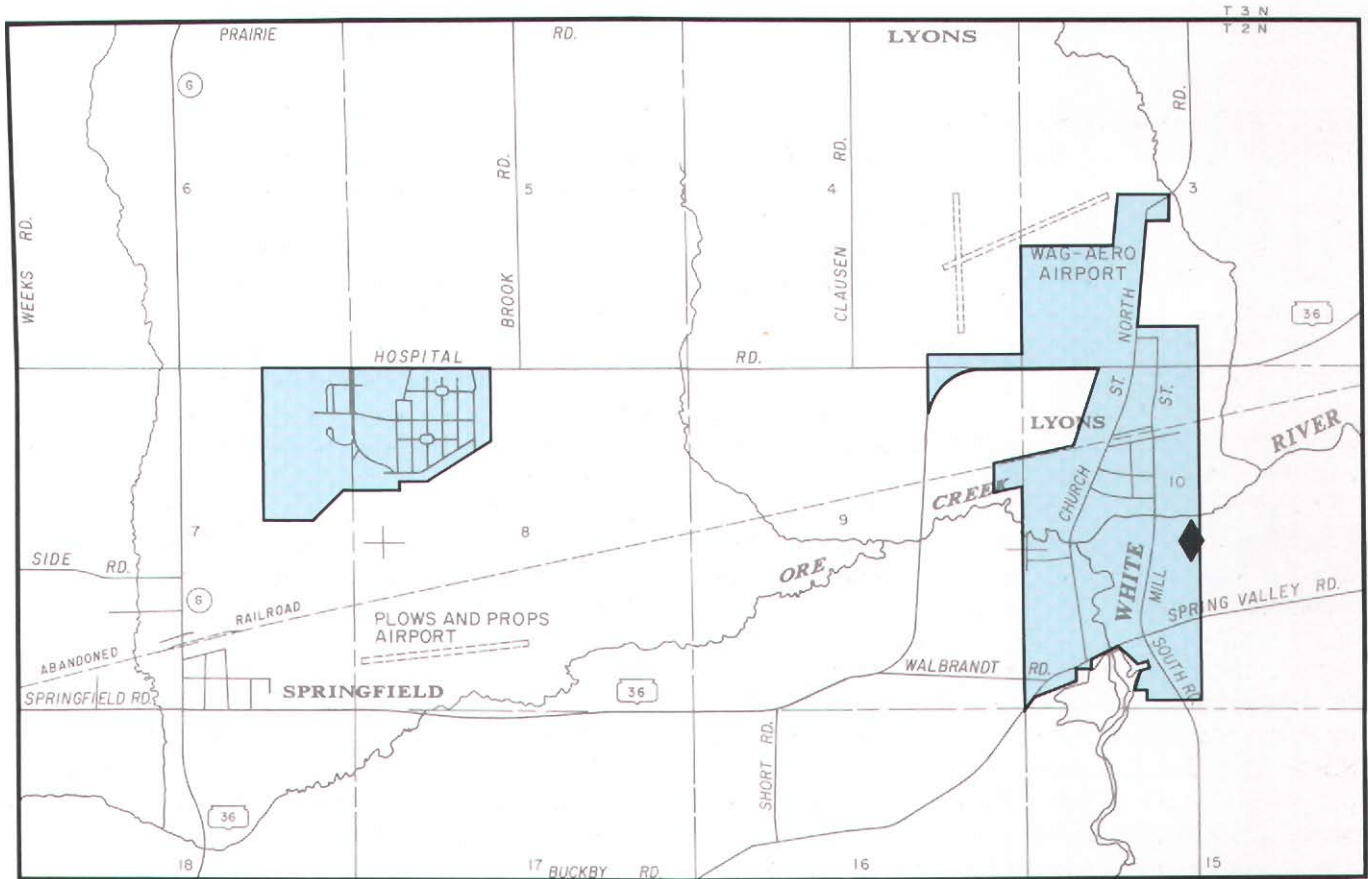 T 3 N
T 2 N
PRAIRIE RD.
LYONS
G
RD.
6
RD.
5
4
RD.
3
WEEKS RD.
BROOK
CLAUSEN
WAG-AERO
AIRPORT
NORTH
36
HOSPITAL RD.
ST.
ST.
LYONS
RIVER
CREEK
CHURCH
10
9
7
8
SIDE RD.
ORE
WHITE
MILL
G
RAILROAD
SPRING VALLEY RD.
PLOWS AND PROPS
AIRPORT
ABANDONED
WALBRANDT RD.
SOUTH RD.
SPRINGFIELD RD.
SPRINGFIELD
36
SHORT RD.
36
18
17
BUCKBY RD.
16
15